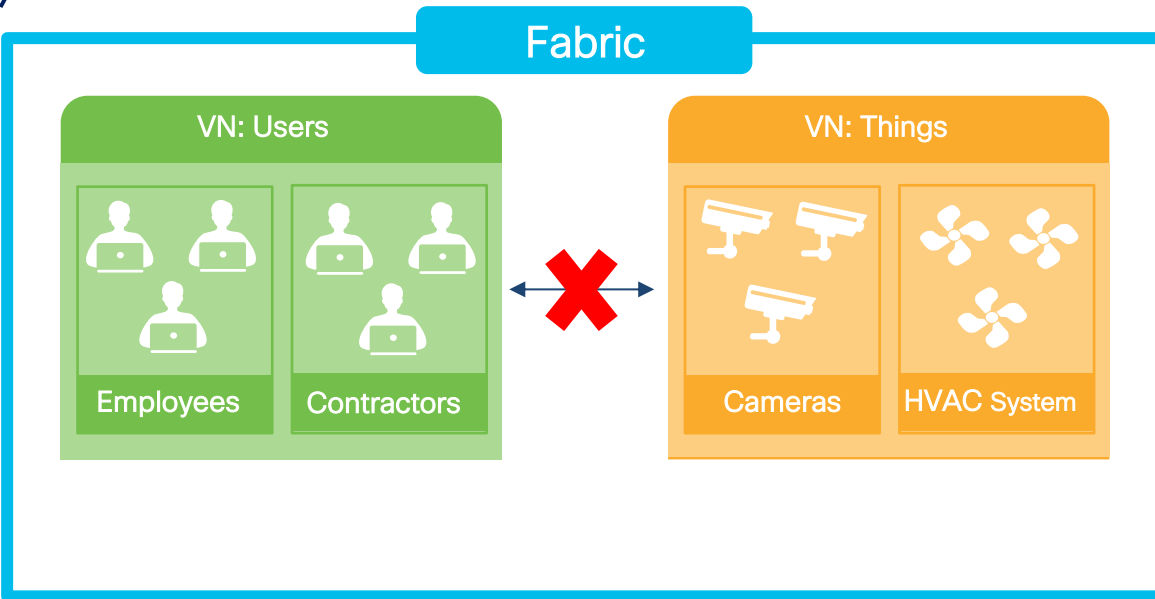 Fabric
VN: Users
VN: Things
Employees
Contractors
Cameras
HVAC System